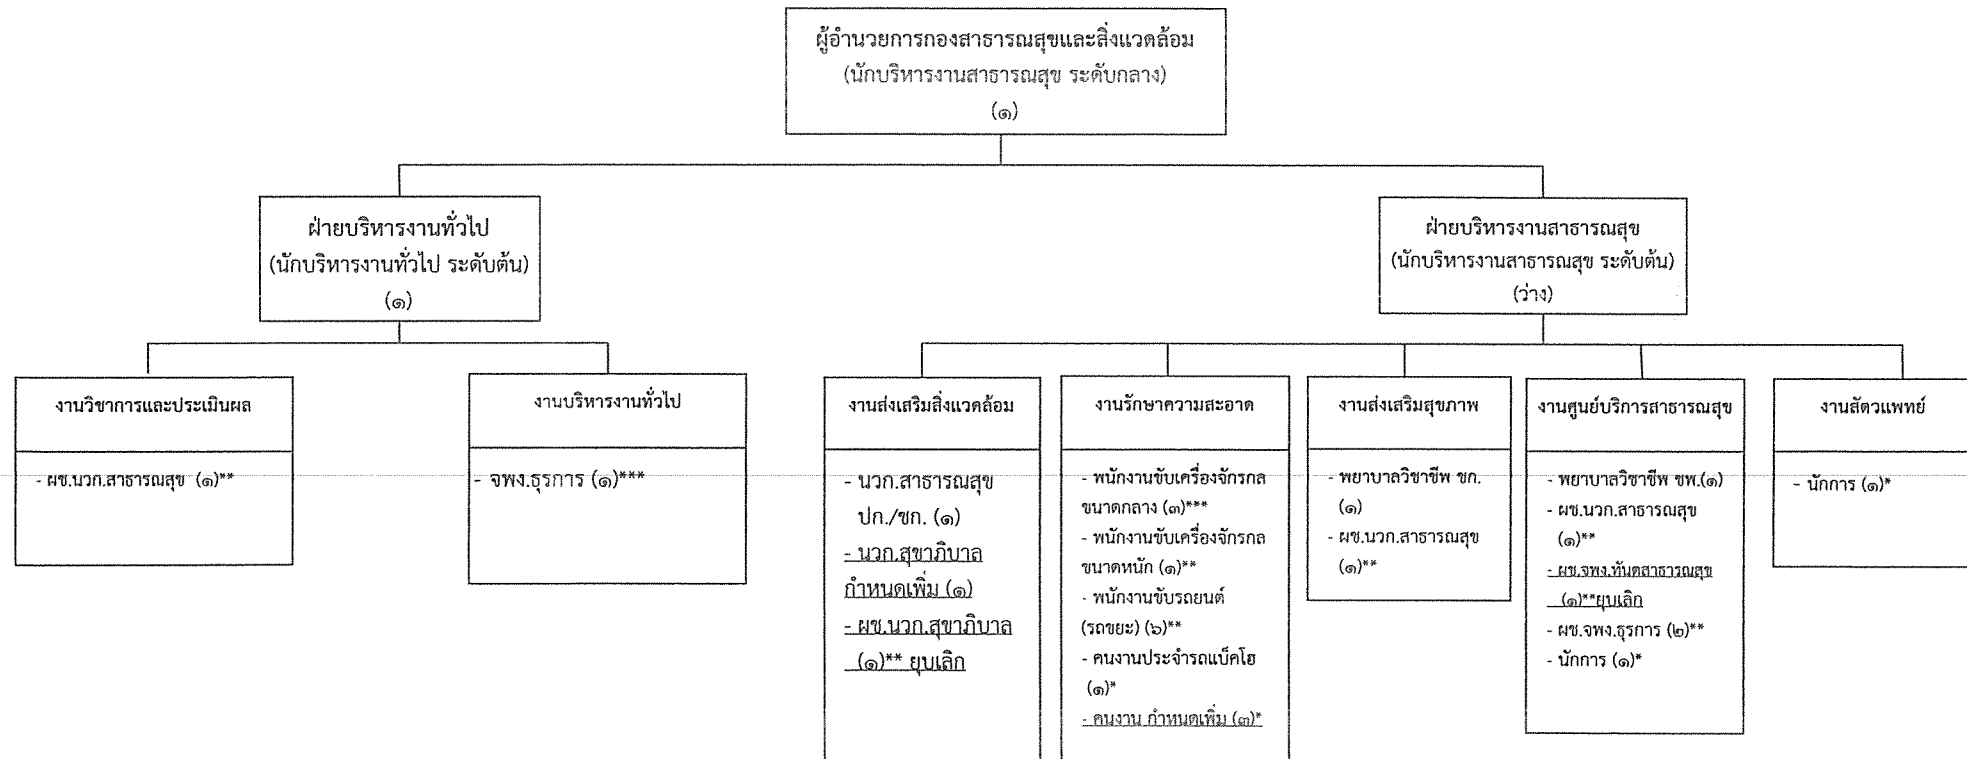 ผู้อำนวยการกองสาธารณสุขและสิ่งแวดล้อม
(นักบริหารงานสาธารณสุข ระดับกลาง)
(๑)
ฝ่ายบริหารงานทั่วไป
(นักบริหารงานทั่วไป ระดับต้น)
(๑)
ฝ่ายบริหารงานสาธารณสุข
(นักบริหารงานสาธารณสุข ระดับต้น)
(ว่าง)
งานวิชาการและประเมินผล
- ผช.นวก.สาธารณสุข (๑)**
งานบริหารงานทั่วไป
- จพง.ธุรการ (๑)***
งานส่งเสริมสิ่งแวดล้อม
- นวก.สาธารณสุข
ปก./ชก. (๑)
- นวก.สุขาภิบาล
กำหนดเพิ่ม (๑)
- ผช.นวก.สุขาภิบาล
(๑)** ยุบเลิก
งานรักษาความสะอาด
- พนักงานขับเครื่องจักรกล
ขนาดกลาง (๓)***
- พนักงานขับเครื่องจักรกล
ขนาดหนัก (๑)**
- พนักงานขับรถยนต์
(รถขยะ) (๖)**
- คนงานประจำรถแบ็คโฮ
(๑)*
- คนงาน กำหนดเพิ่ม (๓)*
งานส่งเสริมสุขภาพ
- พยาบาลวิชาชีพ ชก.
(๑)
- ผช.นวก.สาธารณสุข
(๑)**
งานศูนย์บริการสาธารณสุข
- พยาบาลวิชาชีพ ชพ.(๑)
- ผช.นวก.สาธารณสุข
(๑)**
- ผช.จพง.ทันตสาธารณสุข
(๑)**ยุบเลิก
- ผช.จพง.ธุรการ (๒)**
- นักการ (๑)*
งานสัตวแพทย์
- นักการ (๑)*